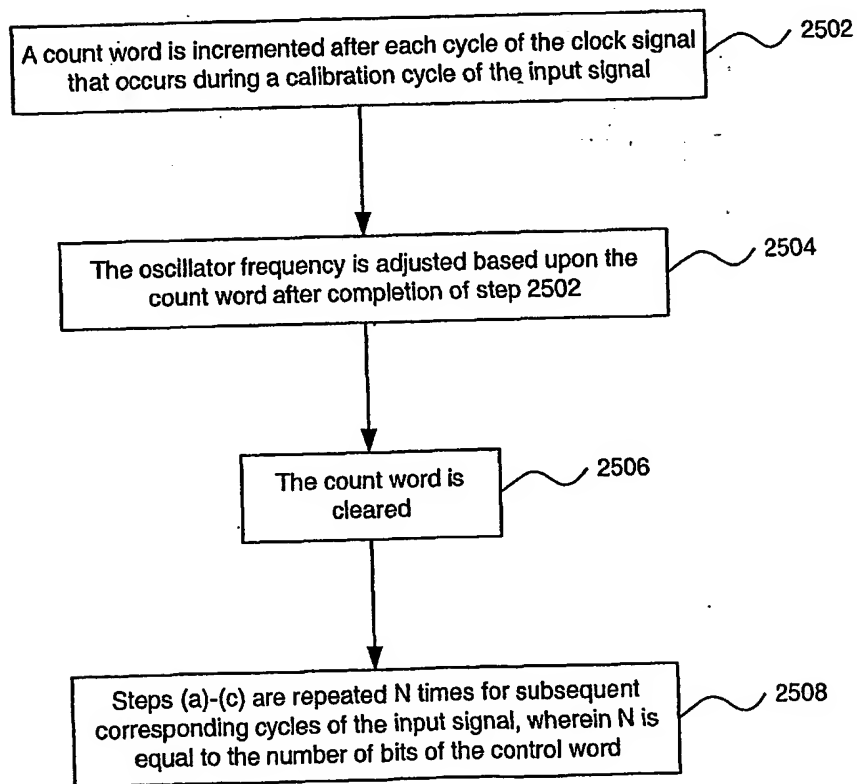 A count word is incremented after each cycle of the clock signal
that occurs during a calibration cycle of the input signal
2502
The oscillator frequency is adjusted based upon the
count word after completion of step 2502
2504
The count word is
cleared
2506
Steps (a)-(c) are repeated N times for subsequent
corresponding cycles of the input signal, wherein N is
equal to the number of bits of the control word
2508